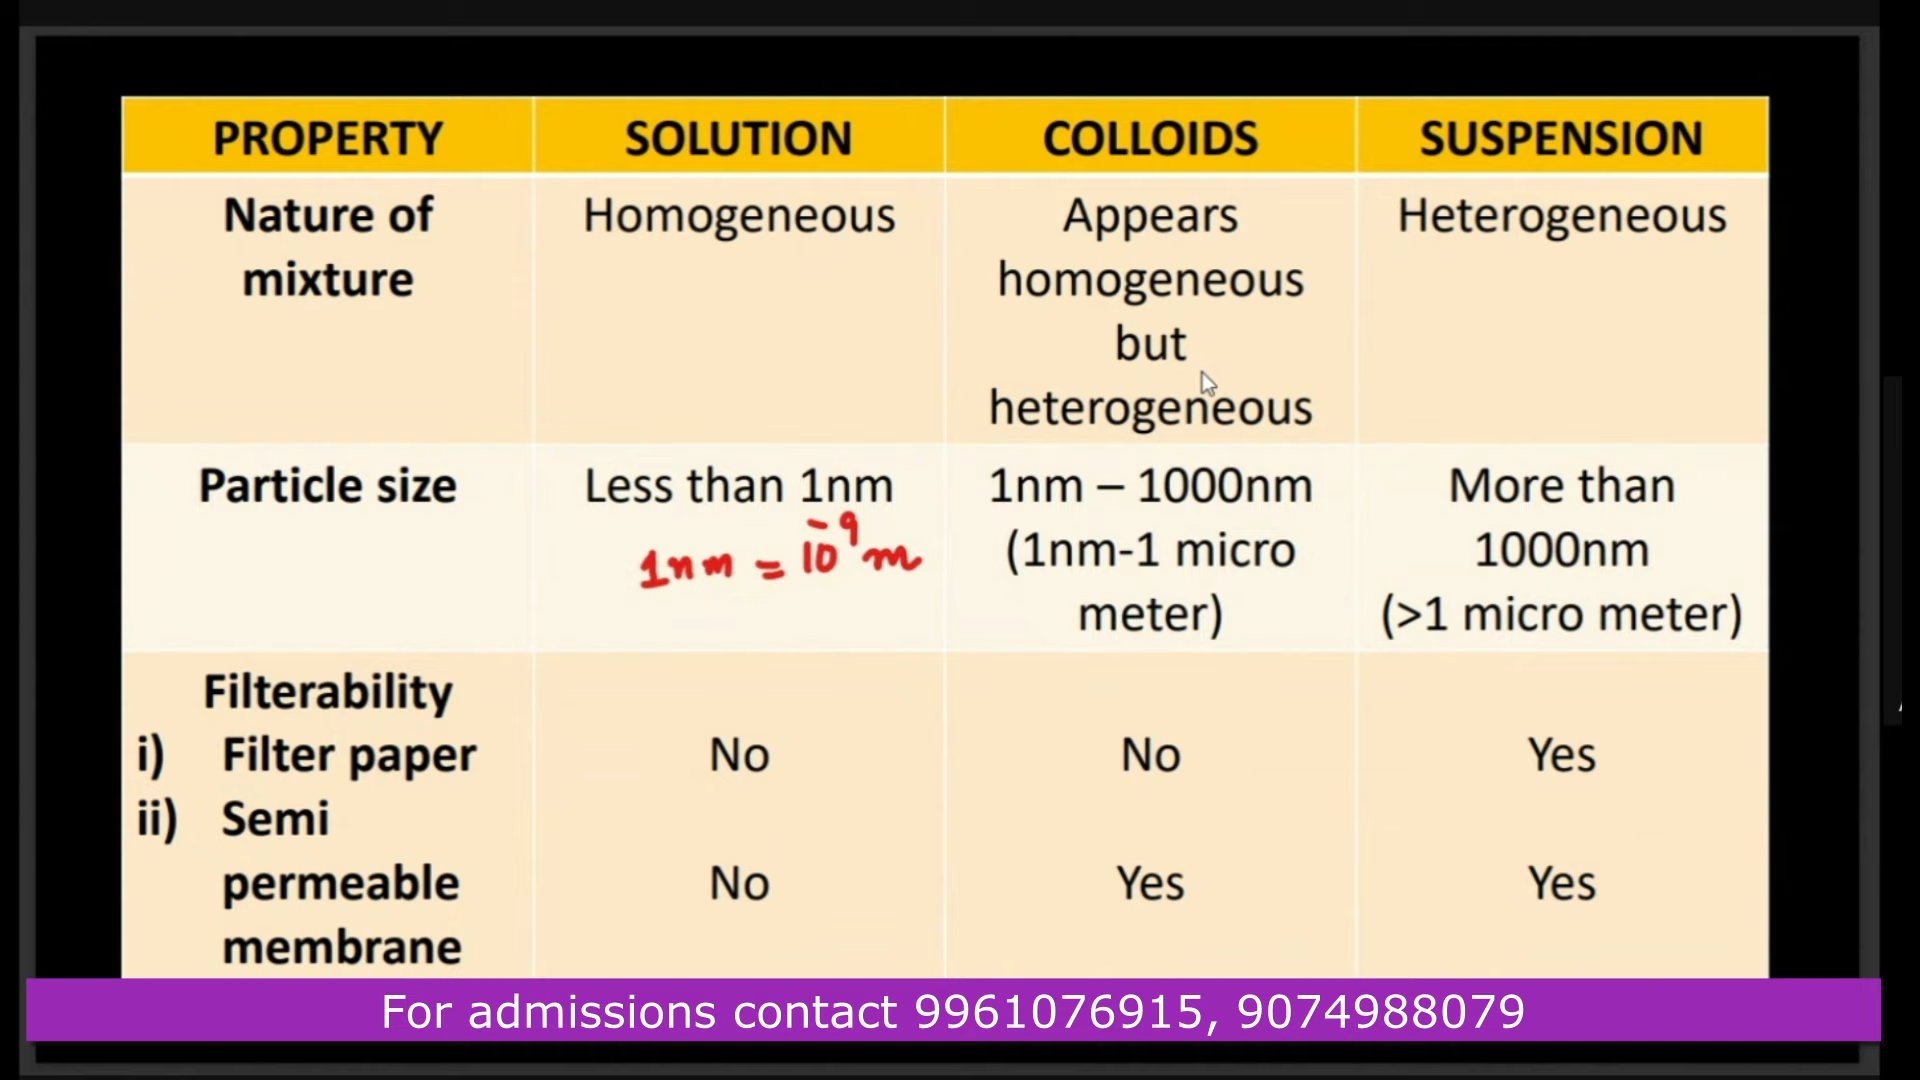 PROPERTY SOLUTION COLLOIDS SUSPENSION
Nature of Homogeneous Appears Heterogeneous
mixture homogeneous
but
heterogeneous
Particle size Less than 1nm 1nm – 1000nm More than
1nm = 10⁻⁹ m (1nm-1 micro 1000nm
meter) (>1 micro meter)
Filterability
i) Filter paper No No Yes
ii) Semi
permeable No Yes Yes
membrane
For admissions contact 9961076915, 9074988079